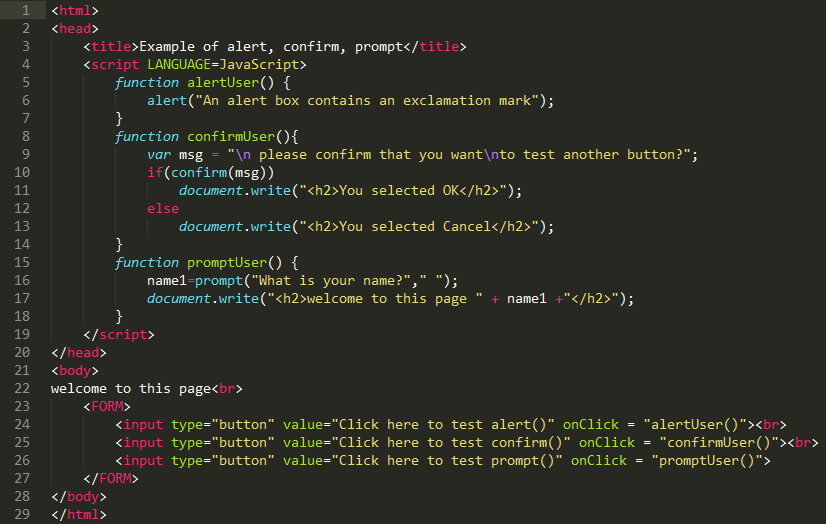 1 <html>
2 <head>
3     <title>Example of alert, confirm, prompt</title>
4     <script LANGUAGE=JavaScript>
5         function alertUser() {
6             alert("An alert box contains an exclamation mark");
7         }
8         function confirmUser(){
9             var msg = "\n please confirm that you want\nto test another button?";
10             if(confirm(msg))
11                 document.write("<h2>You selected OK</h2>");
12             else
13                 document.write("<h2>You selected Cancel</h2>");
14         }
15         function promptUser() {
16             name1=prompt("What is your name?"," ");
17             document.write("<h2>welcome to this page " + name1 +"</h2>");
18         }
19     </script>
20 </head>
21 <body>
22 welcome to this page<br>
23     <FORM>
24         <input type="button" value="Click here to test alert()" onClick = "alertUser()"><br>
25         <input type="button" value="Click here to test confirm()" onClick = "confirmUser()"><br>
26         <input type="button" value="Click here to test prompt()" onClick = "promptUser()">
27     </FORM>
28 </body>
29 </html>